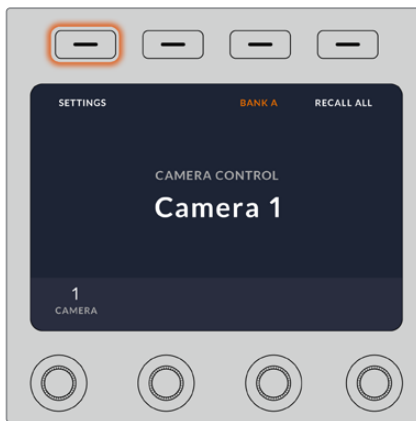 SETTINGS BANK A RECALL ALL
CAMERA CONTROL
Camera 1
1
CAMERA